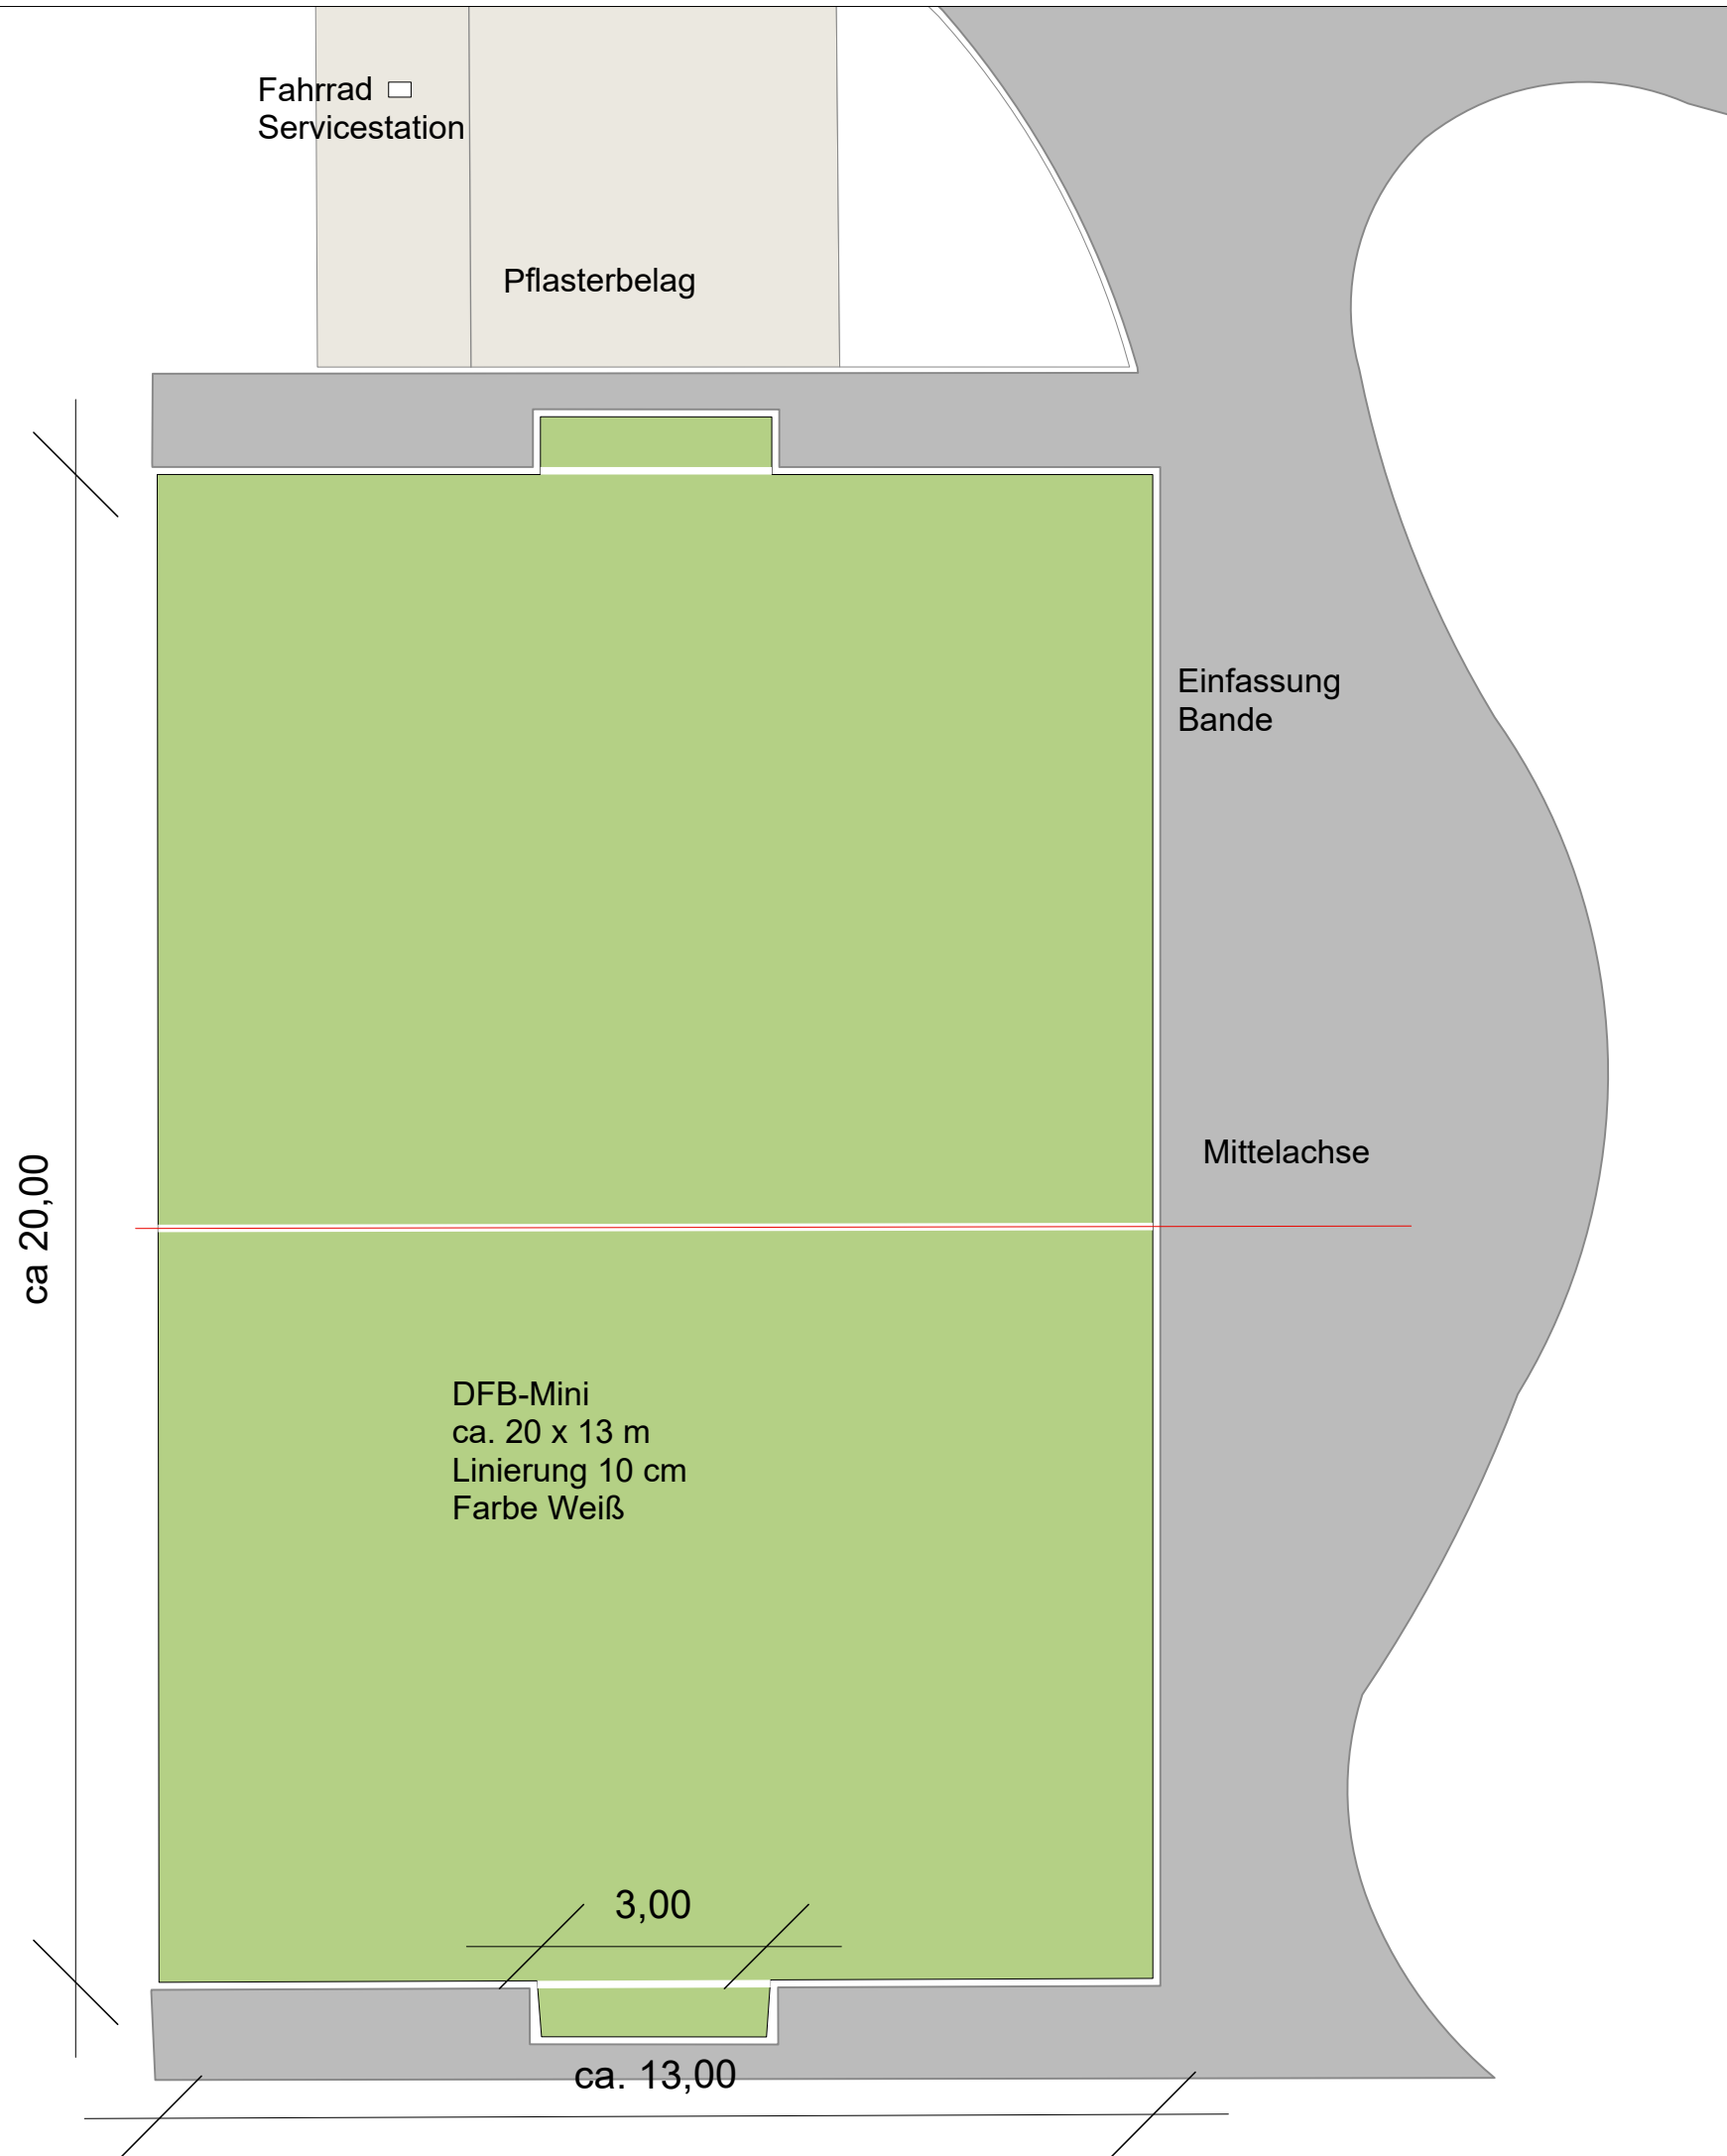 Fahrrad
Servicestation
Pflasterbelag
Einfassung
Bande
Mittelachse
ca 20,00
DFB-Mini
ca. 20 x 13 m
Linierung 10 cm
Farbe Weiß
3,00
ca. 13,00